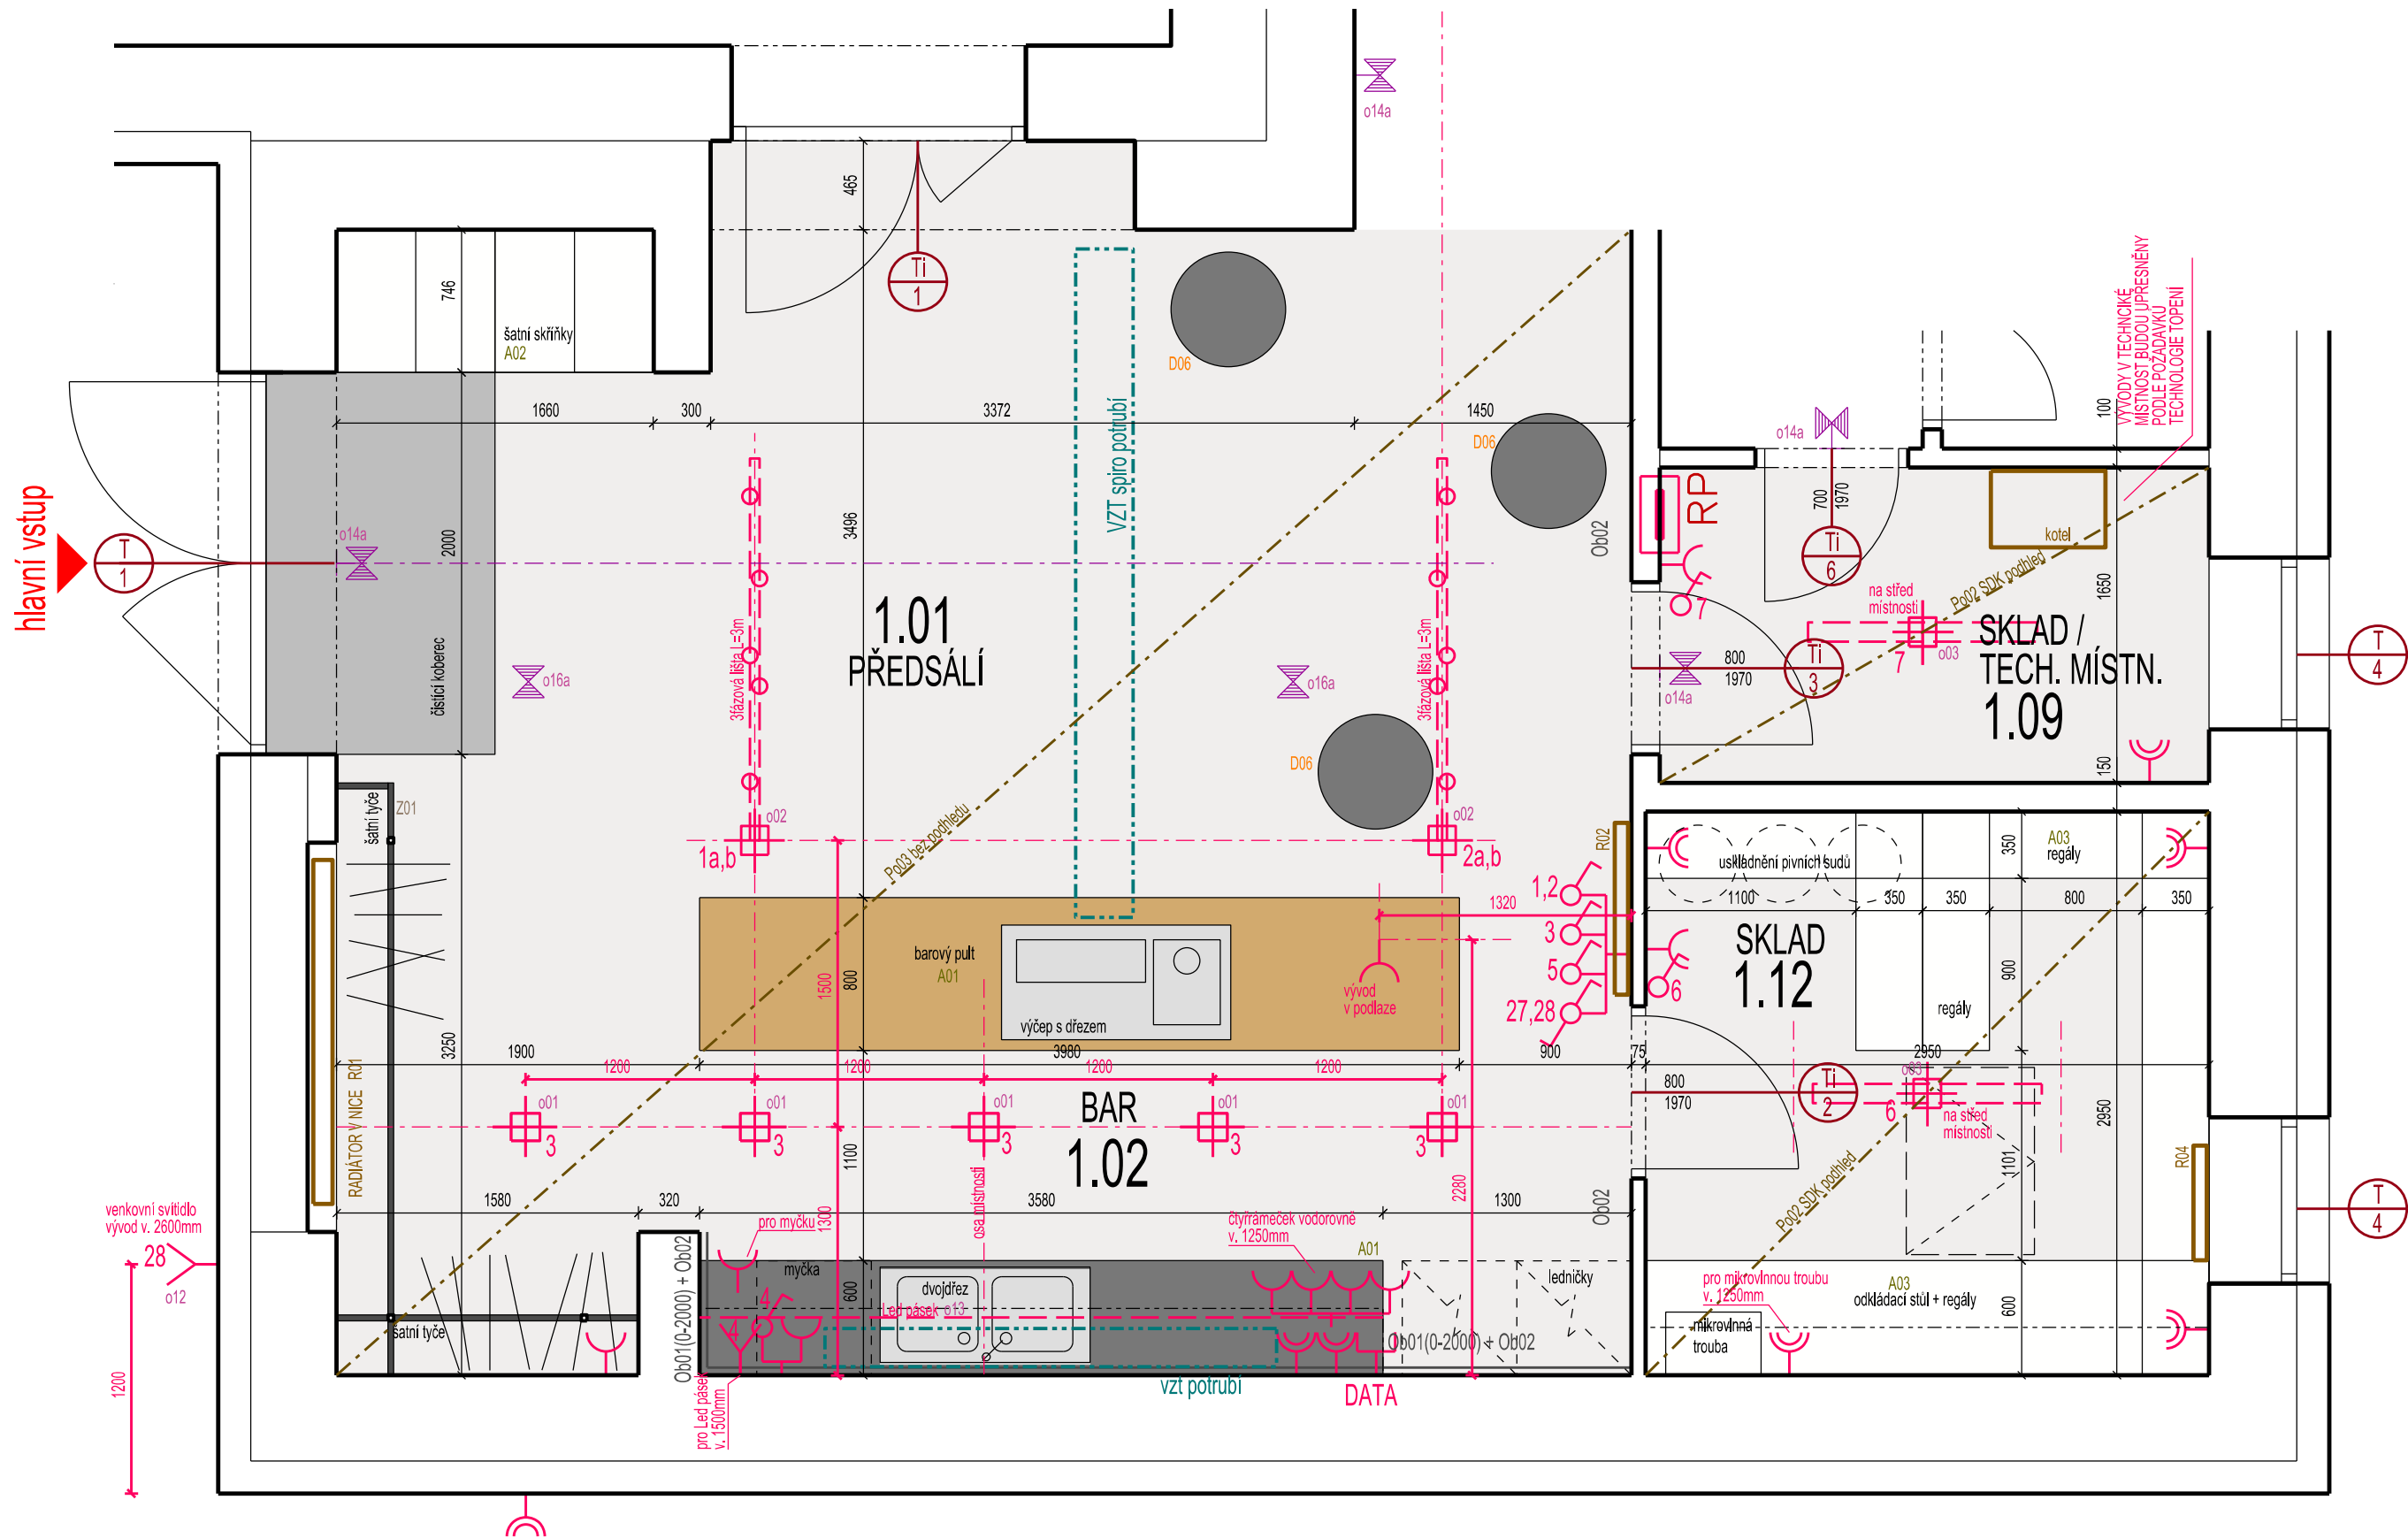 o14a
465
Ti
1
746
šatní skříňky
A02
D06
VÝVODY V TECHNCIKÉ
MÍSTNOST BUDOU UPŘESNĚNY
PODLE POŽADAVKU
TECHNOLOGIE TOPENÍ
1660
300
3372
1450
100
D06
o14a
VZT spiro potrubí
hlavní vstup
T
1
o14a
2000
3496
Ob02
RP
7
700
1970
Ti
6
kotel
Po02 SDK podhled
1650
na střed
místnosti
1.01
PŘEDSÁLÍ
3fázová lišta L=3m
3fázová lišta L=3m
o16a
o16a
čistící koberec
800
1970
Ti
3
o14a
7
o03
SKLAD /
TECH. MÍSTN.
1.09
T
4
D06
150
šatní tyče
Z01
o02
1a,b
o02
2a,b
Po03 bez podhledu
R02
uskladnění pivních sudů
350
A03
regály
1,2
3
5
27,28
1320
1100
350
350
800
350
barový pult
A01
1500
800
výčep s dřezem
vývod
v podlaze
SKLAD
1.12
6
900
regály
3250
1900
3980
900
75
2950
1200
1200
1200
1200
800
1970
Ti
2
o03
6
na střed
místnosti
2950
o01
3
o01
3
o01
3
o01
3
o01
3
BAR
1.02
RADIÁTOR V NICE R01
1100
1101
R04
osa místnosti
2280
Po02 SDK podhled
1580
320
3580
1300
Ob02
T
4
venkovní svítidlo
vývod v. 2600mm
28
o12
1200
pro myčku
1300
čtyřrámeček vodorovně
v. 1250mm
A01
myčka
600
dvojdřez
Led pásek o13
4
4
ledničky
pro mikrovlnnou troubu
v. 1250mm
A03
odkládací stůl + regály
600
mikrovlnná
trouba
šatní tyče
Ob01(0-2000) + Ob02
Ob01(0-2000) + Ob02
pro Led pásek
v. 1500mm
vzt potrubí
DATA